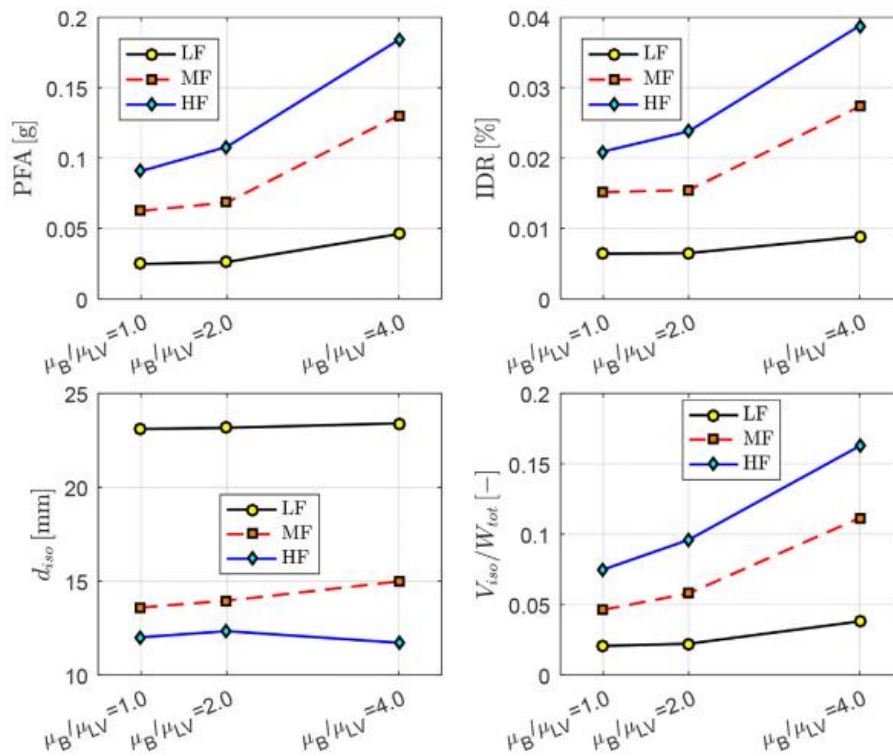 PFA [g]
0.2
0.15
0.1
0.05
0
LF
MF
HF
μB/μLV=1.0
μB/μLV=2.0
μB/μLV=4.0
IDR [%]
0.04
0.03
0.02
0.01
0
LF
MF
HF
μB/μLV=1.0
μB/μLV=2.0
μB/μLV=4.0
diso [mm]
25
20
15
10
LF
MF
HF
μB/μLV=1.0
μB/μLV=2.0
μB/μLV=4.0
Viso/Wtot [−]
0.2
0.15
0.1
0.05
0
LF
MF
HF
μB/μLV=1.0
μB/μLV=2.0
μB/μLV=4.0